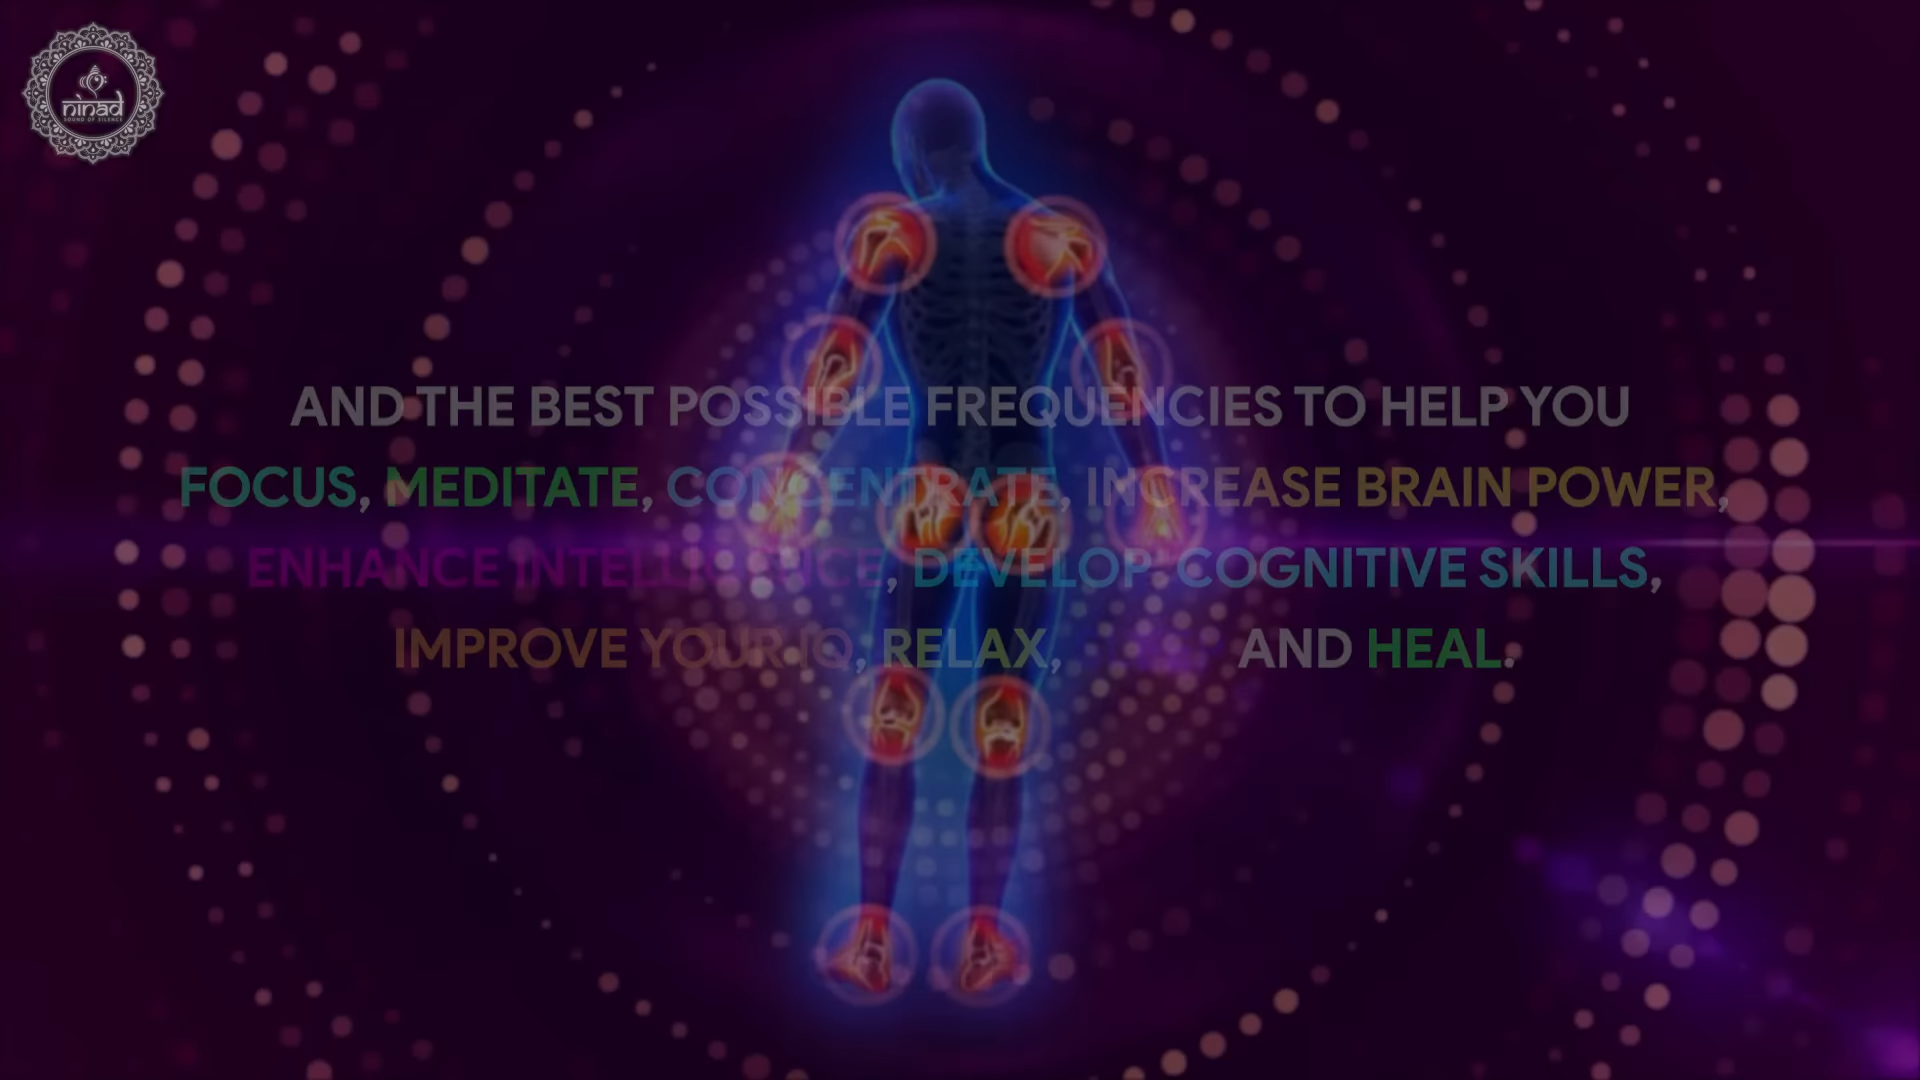 ninad
SOUND OF SILENCE
AND THE BEST POSSIBLE FREQUENCIES TO HELP YOU
FOCUS, MEDITATE, CONCENTRATE, INCREASE BRAIN POWER,
ENHANCE INTELLIGENCE, DEVELOP COGNITIVE SKILLS,
IMPROVE YOUR IQ, RELAX, AND HEAL.